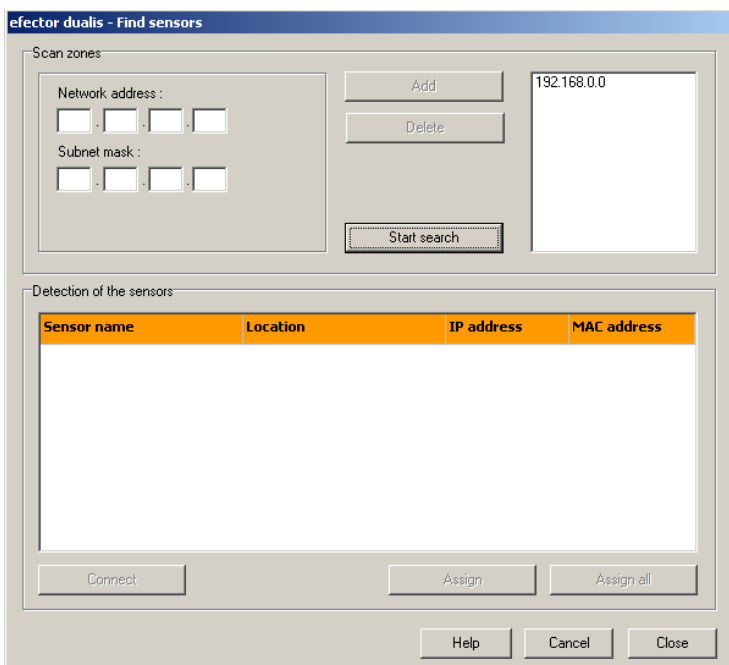 efector dualis - Find sensors
Scan zones
Network address :
. . .
Subnet mask :
. . .
Add
Delete
Start search
192.168.0.0
Detection of the sensors
Sensor name Location IP address MAC address
Connect Assign Assign all
Help Cancel Close